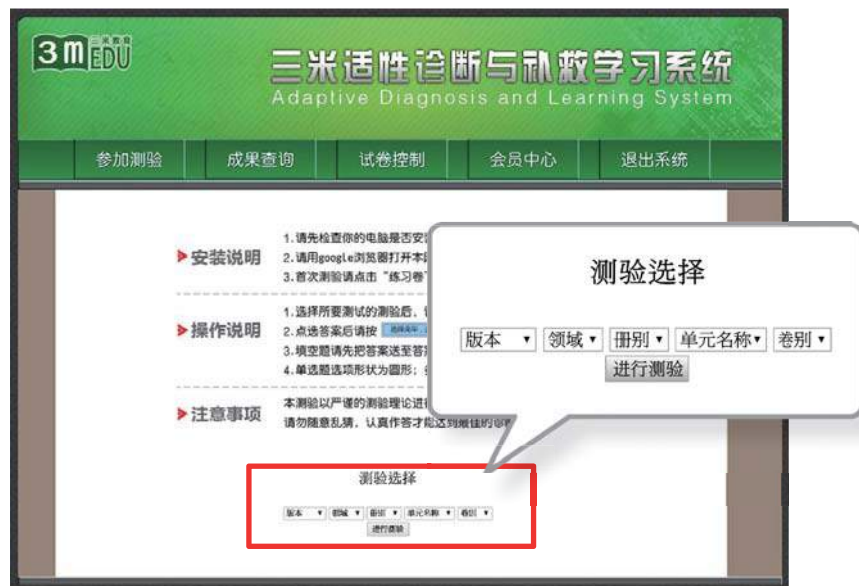 3m EDU
三米教育
三米适性诊断与补救学习系统
Adaptive Diagnosis and Learning System
参加测验 成果查询 试卷控制 会员中心 退出系统
安装说明
1.请先检查你的电脑是否安
2.请用google浏览器打开本
3.首次测验请点击“练习卷
操作说明
1.选择所要测试的测验后,
2.点选答案后请按
3.填空题请先把答案送至答
4.单选题选项形状为圆形;
注意事项
本测验以严谨的测验理论进
请勿随意乱猜,认真作答才能达到最佳的
测验选择
版本 领域 册别 单元名称 卷别
进行测验
测验选择
版本 领域 册别 单元名称 卷别
进行测验